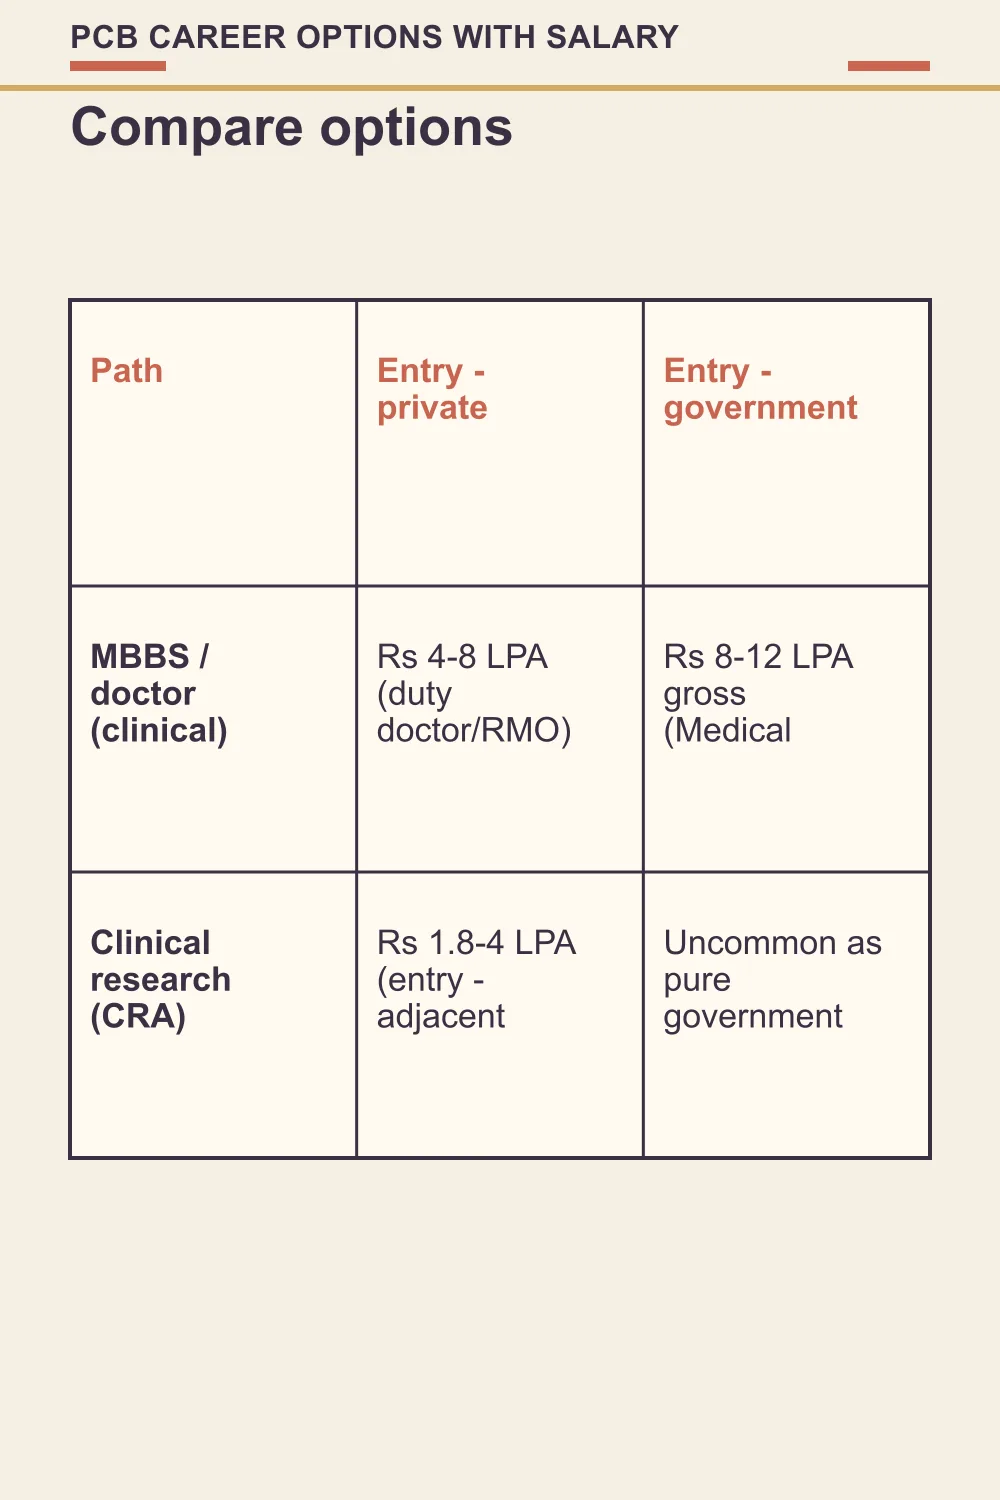 PCB CAREER OPTIONS WITH SALARY
Compare options
Path
Entry -
private
Entry -
government
MBBS /
doctor
(clinical)
Rs 4-8 LPA
(duty
doctor/RMO)
Rs 8-12 LPA
gross
(Medical
Clinical
research
(CRA)
Rs 1.8-4 LPA
(entry -
adjacent
Uncommon as
pure
government